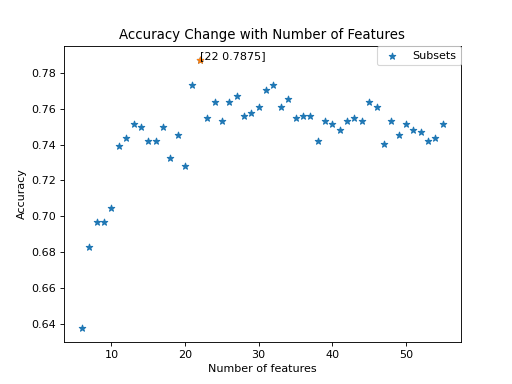 Accuracy Change with Number of Features
[22 0.7875]
Subsets
0.78
0.76
0.74
0.72
0.70
0.68
0.66
0.64
Accuracy
10 20 30 40 50
Number of features